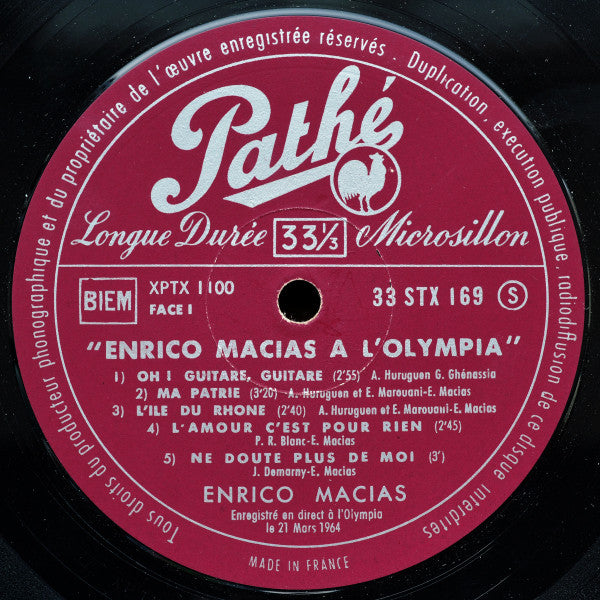 Tous droits du producteur phonographique et du propriétaire de l'œuvre enregistrée réservés · Duplication, exécution publique, radiodiffusion de ce disque interdites
Pathé
Longue Durée 33 1/3 Microsillon
BIEM
XPTX 1100
FACE I
33 STX 169 S
"ENRICO MACIAS A L'OLYMPIA"
1) OH ! GUITARE, GUITARE (2'55) A. Huruguen G. Ghénassia
2) MA PATRIE (3'20) A. Huruguen et E. Marouani-E. Macias
3) L'ILE DU RHONE (2'40) A. Huruguen et E. Marouani-E. Macias
4) L'AMOUR C'EST POUR RIEN (2'45)
P. R. Blanc-E. Macias
5) NE DOUTE PLUS DE MOI (3')
J. Demarny-E. Macias
ENRICO MACIAS
Enregistré en direct à l'Olympia
le 21 Mars 1964
MADE IN FRANCE